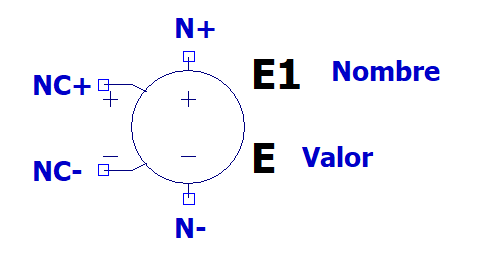 N+
E1 Nombre
NC+
+ +
- -
E Valor
NC-
N-